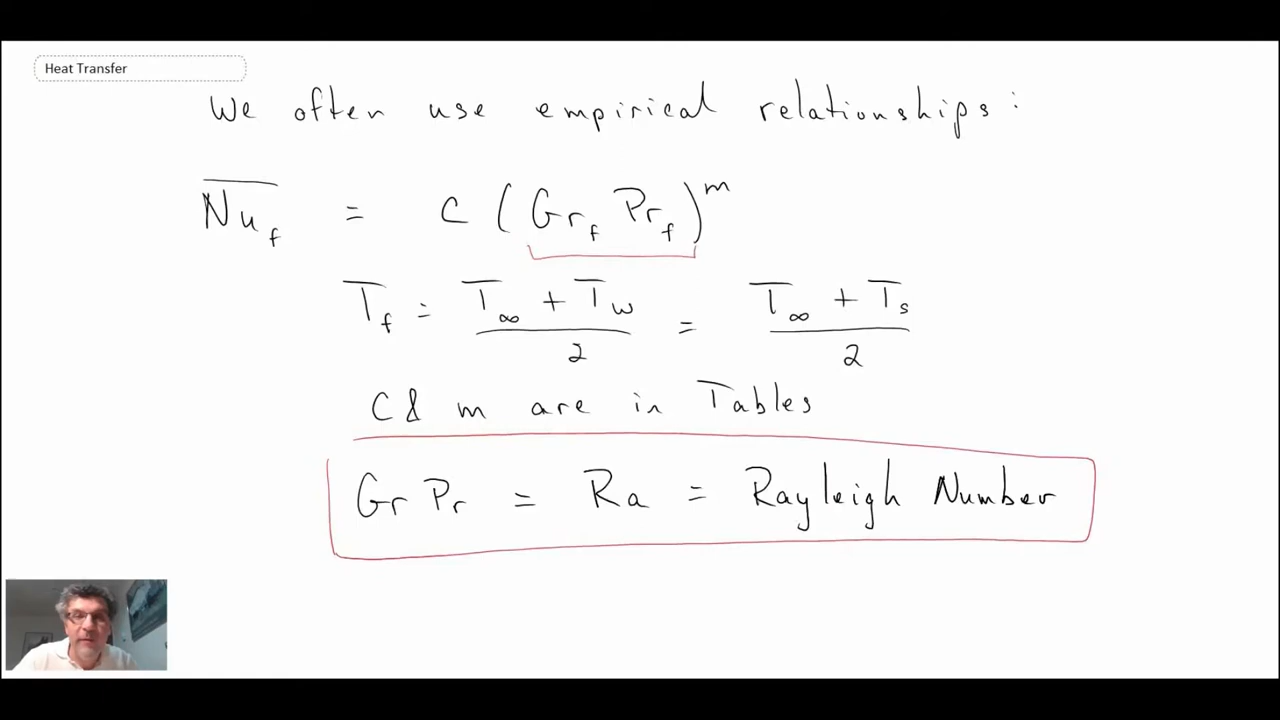 Heat Transfer
We often use empirical relationships:
N̅u̅_f = C (Gr_f Pr_f)^m
T_f = (T_∞ + T_w)/2 = (T_∞ + T_s)/2
C & m are in Tables
Gr Pr = Ra = Rayleigh Number